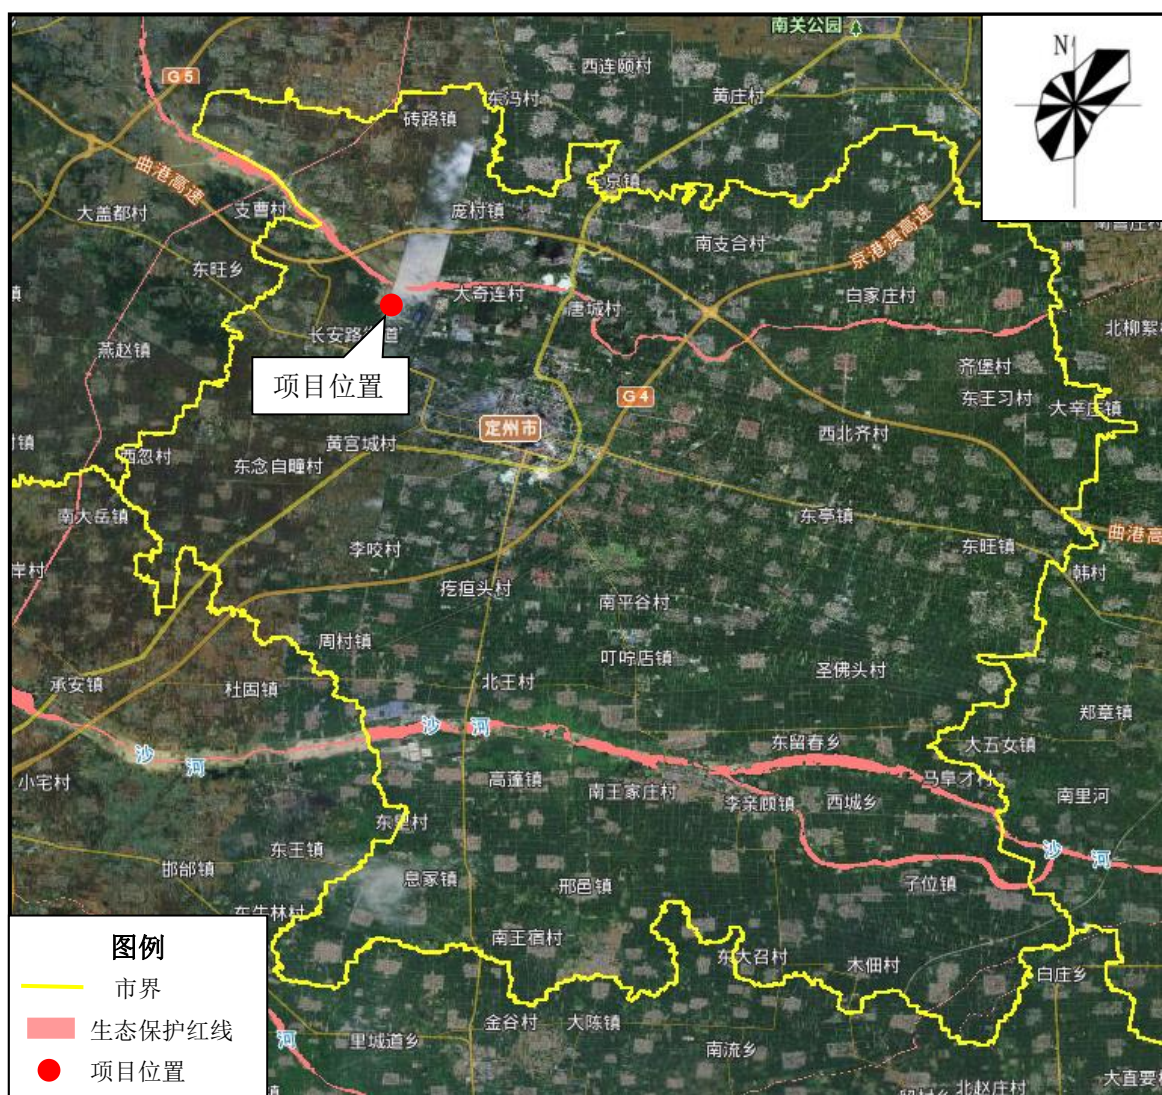 南关公园
N
西连颐村
G5
东冯村
黄庄村
砖路镇
曲港高速
京镇
大盖都村
支曹村
庞村镇
南支合村
京港澳高速
东旺乡
大奇连村
白家庄村
唐城村
长安路
道
北柳絮
燕赵镇
项目位置
齐堡村
G4
东王习村
大辛庄镇
定州市
黄宫城村
西北齐村
西忽村
东念自疃村
南大岳镇
东亭镇
曲港高
李咬村
东旺镇
岸村
韩村
疙疸头村
南平谷村
周村镇
叮咛店镇
圣佛头村
承安镇
杜固镇
北王村
郑章镇
沙河
沙河
东留春乡
大五女镇
小宅村
高蓬镇
南王家庄村
马阜才村
李亲顾镇
西城乡
南里河
东
村
东王镇
沙河
邯邰镇
息家镇
邢邑镇
子位镇
东牛林村
南王宿村
东大召村
木佃村
白庄乡
图例
市界
生态保护红线
项目位置
金谷村
大陈镇
河
里城道乡
南流乡
大直要
北赵庄村